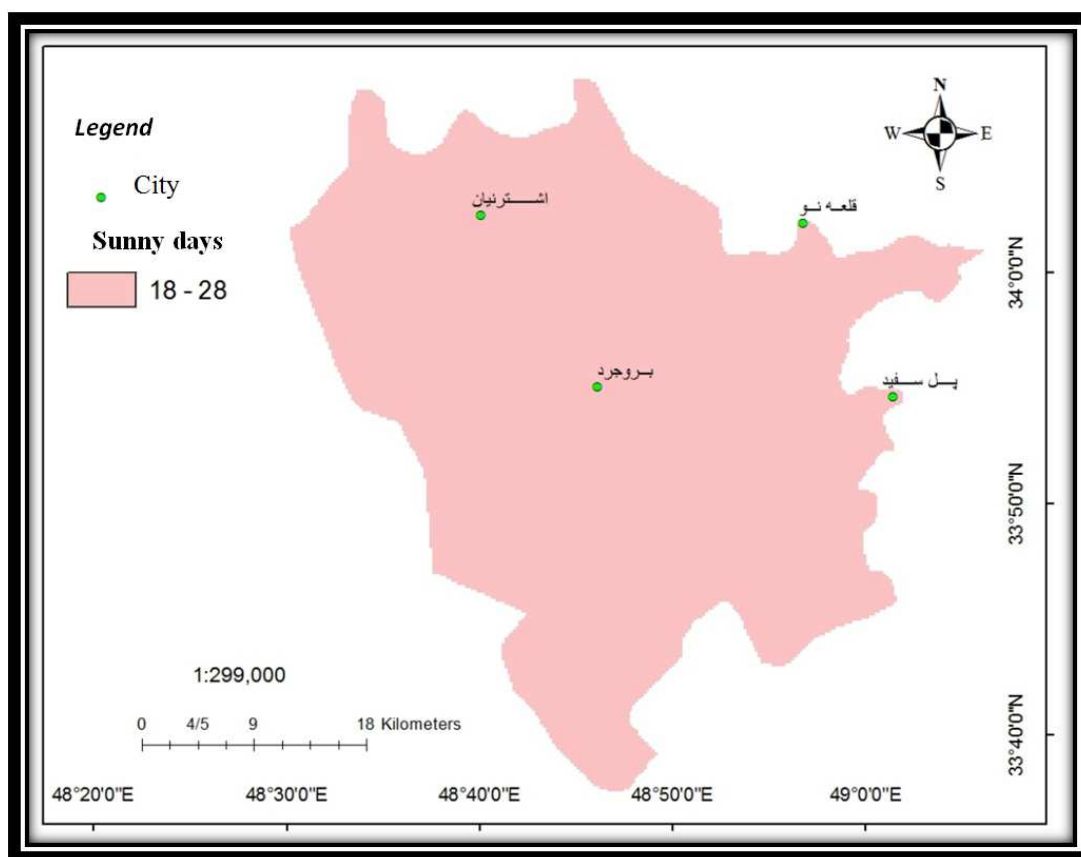 N
W
E
S
Legend
City
Sunny days
18 - 28
اشترنیان
قلعه نو
بروجرد
پل سفید
34°0'0"N
33°50'0"N
33°40'0"N
1:299,000
0 4/5 9 18 Kilometers
48°20'0"E 48°30'0"E 48°40'0"E 48°50'0"E 49°0'0"E